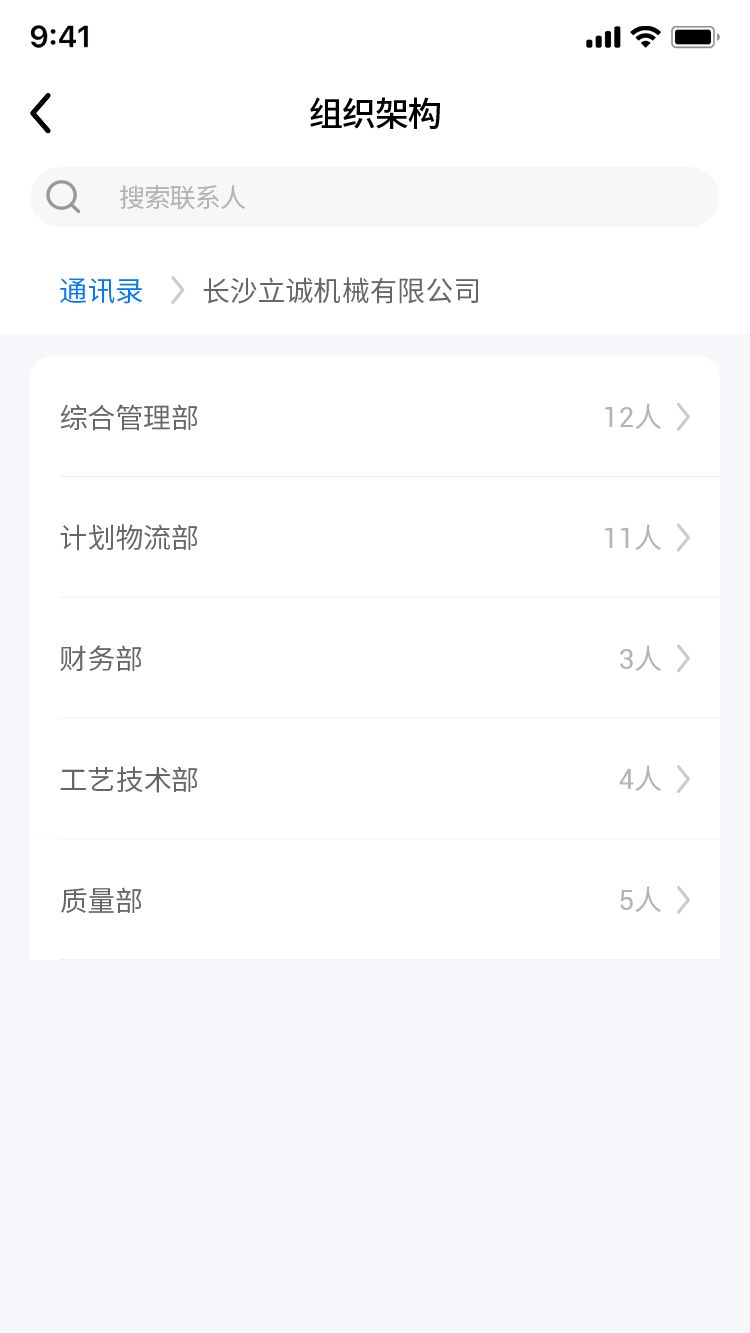 9:41
组织架构
搜索联系人
通讯录 长沙立诚机械有限公司
综合管理部 12人
计划物流部 11人
财务部 3人
工艺技术部 4人
质量部 5人